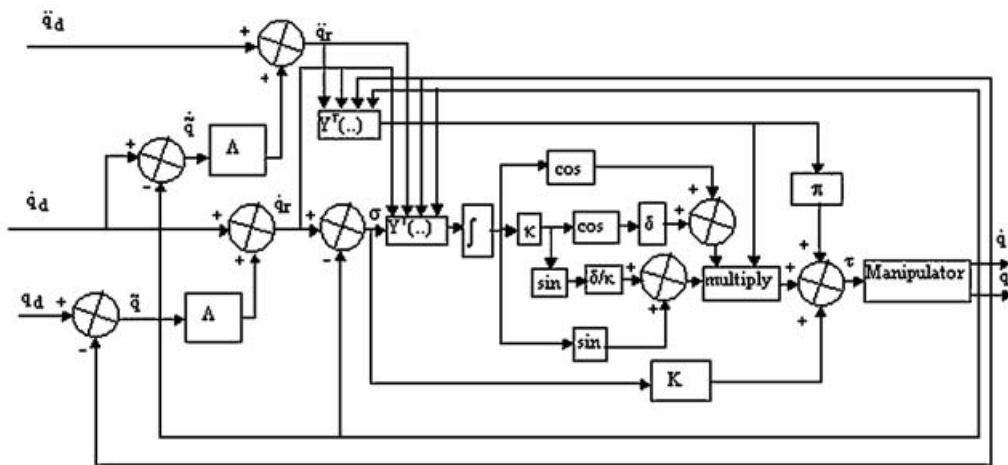 q̈d + q̈r
+
Yᵀ(..)
q̃̇ Λ
+
-
cos
π
q̇d + q̇r + σ Yᵀ(..) ∫ κ cos δ + +
+ -
sin δ/κ + multiply + + τ Manipulator q̇
+ q
qd + q̃ Λ
-
sin +
K